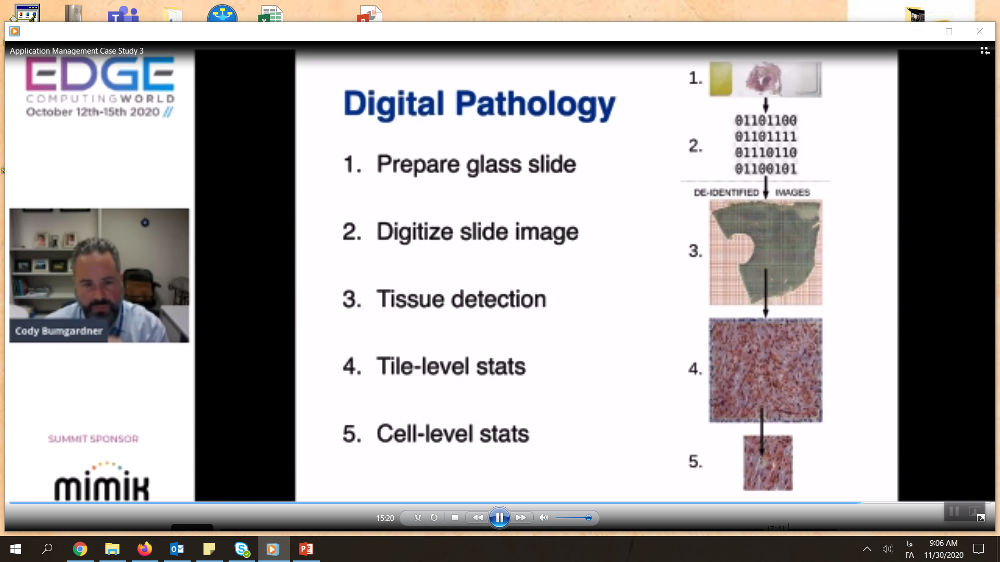 Application Management Case Study 3
EDGE
COMPUTINGWORLD
October 12th-15th 2020 //
Cody Bumgardner
SUMMIT SPONSOR
mimik
Digital Pathology
1. Prepare glass slide
2. Digitize slide image
3. Tissue detection
4. Tile-level stats
5. Cell-level stats
1.
2.
01101100
01101111
01110110
01100101
DE-IDENTIFIED IMAGES
3.
4.
5.
15:20
17:41
فا
FA
9:06 AM
11/30/2020